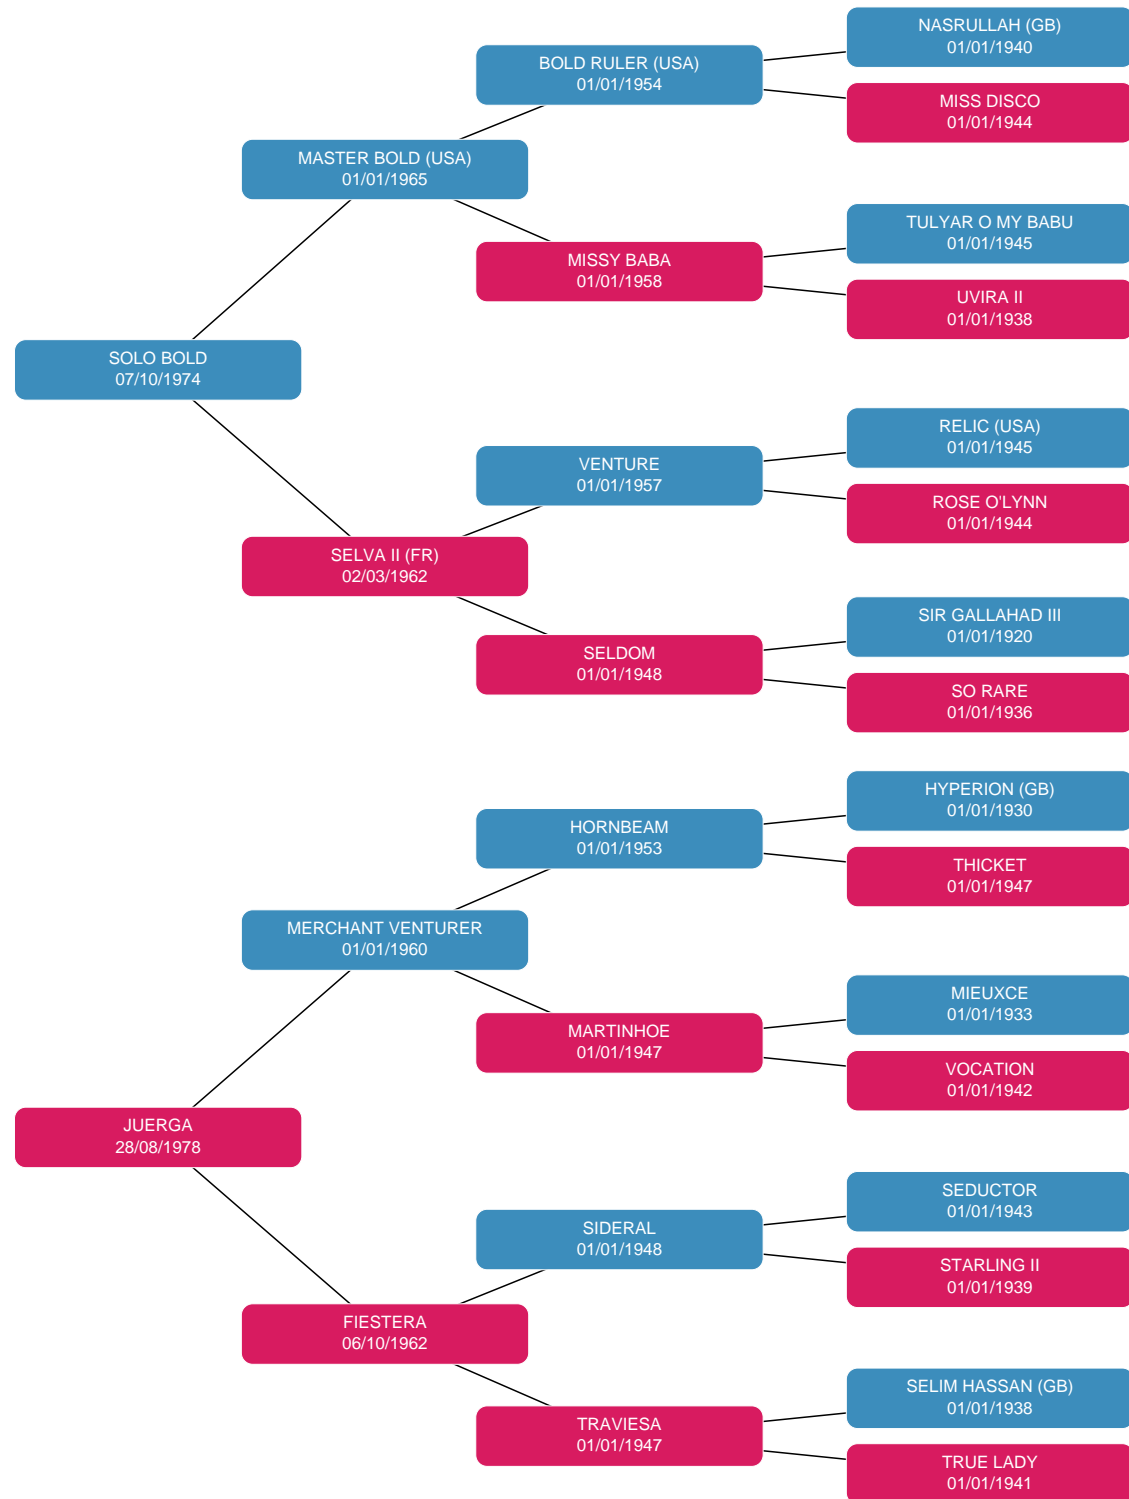 NASRULLAH (GB)
01/01/1940
BOLD RULER (USA)
01/01/1954
MISS DISCO
01/01/1944
MASTER BOLD (USA)
01/01/1965
TULYAR O MY BABU
01/01/1945
MISSY BABA
01/01/1958
UVIRA II
01/01/1938
SOLO BOLD
07/10/1974
RELIC (USA)
01/01/1945
VENTURE
01/01/1957
ROSE O'LYNN
01/01/1944
SELVA II (FR)
02/03/1962
SIR GALLAHAD III
01/01/1920
SELDOM
01/01/1948
SO RARE
01/01/1936
HYPERION (GB)
01/01/1930
HORNBEAM
01/01/1953
THICKET
01/01/1947
MERCHANT VENTURER
01/01/1960
MIEUXCE
01/01/1933
MARTINHOE
01/01/1947
VOCATION
01/01/1942
JUERGA
28/08/1978
SEDUCTOR
01/01/1943
SIDERAL
01/01/1948
STARLING II
01/01/1939
FIESTERA
06/10/1962
SELIM HASSAN (GB)
01/01/1938
TRAVIESA
01/01/1947
TRUE LADY
01/01/1941